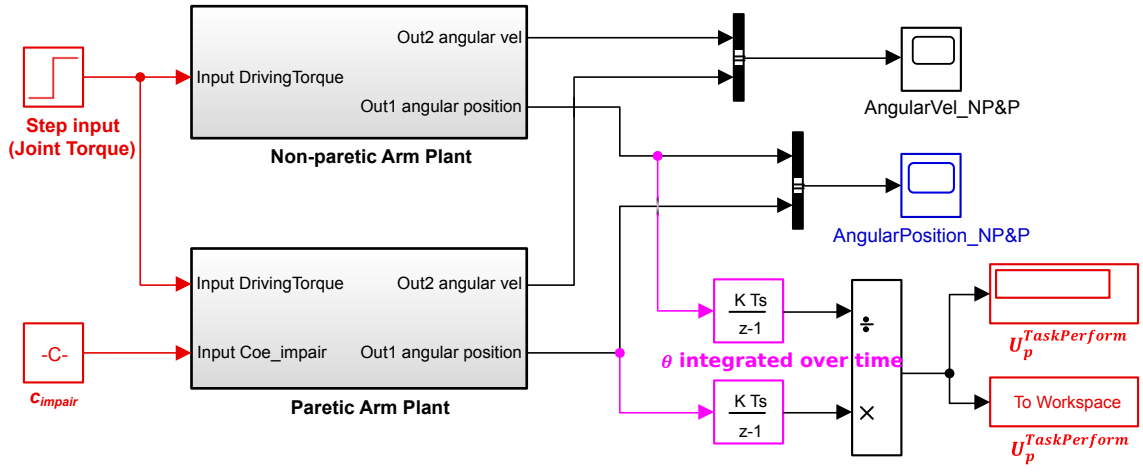 Step input
(Joint Torque)
Input DrivingTorque
Out2 angular vel
Out1 angular position
Non-paretic Arm Plant
AngularVel_NP&P
AngularPosition_NP&P
Input DrivingTorque
Out2 angular vel
Input Coe_impair
Out1 angular position
Paretic Arm Plant
-C-
c_impair
K Ts
z-1
θ integrated over time
K Ts
z-1
÷
×
U_p^TaskPerform
To Workspace
U_p^TaskPerform